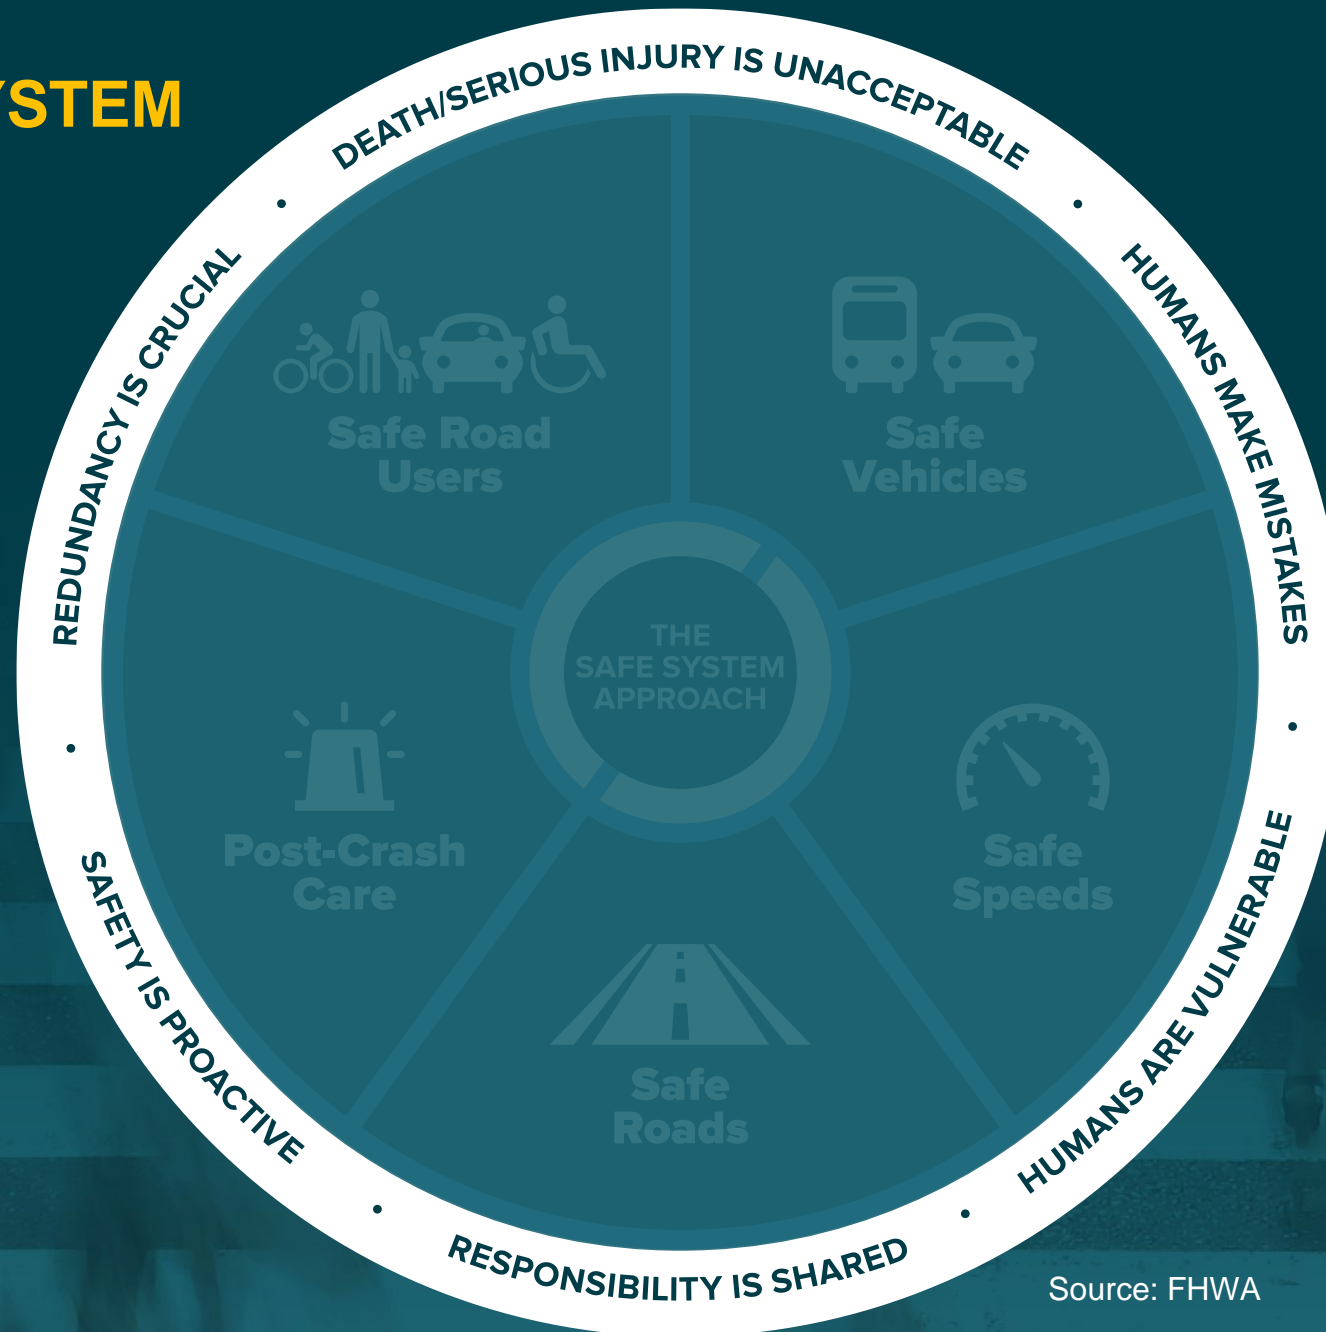 YSTEM
DEATH/SERIOUS INJURY IS UNACCEPTABLE
HUMANS MAKE MISTAKES
HUMANS ARE VULNERABLE
RESPONSIBILITY IS SHARED
SAFETY IS PROACTIVE
REDUNDANCY IS CRUCIAL
Safe Road
Users
Safe
Vehicles
THE
SAFE SYSTEM
APPROACH
Post-Crash
Care
Safe
Speeds
Safe
Roads
Source: FHWA